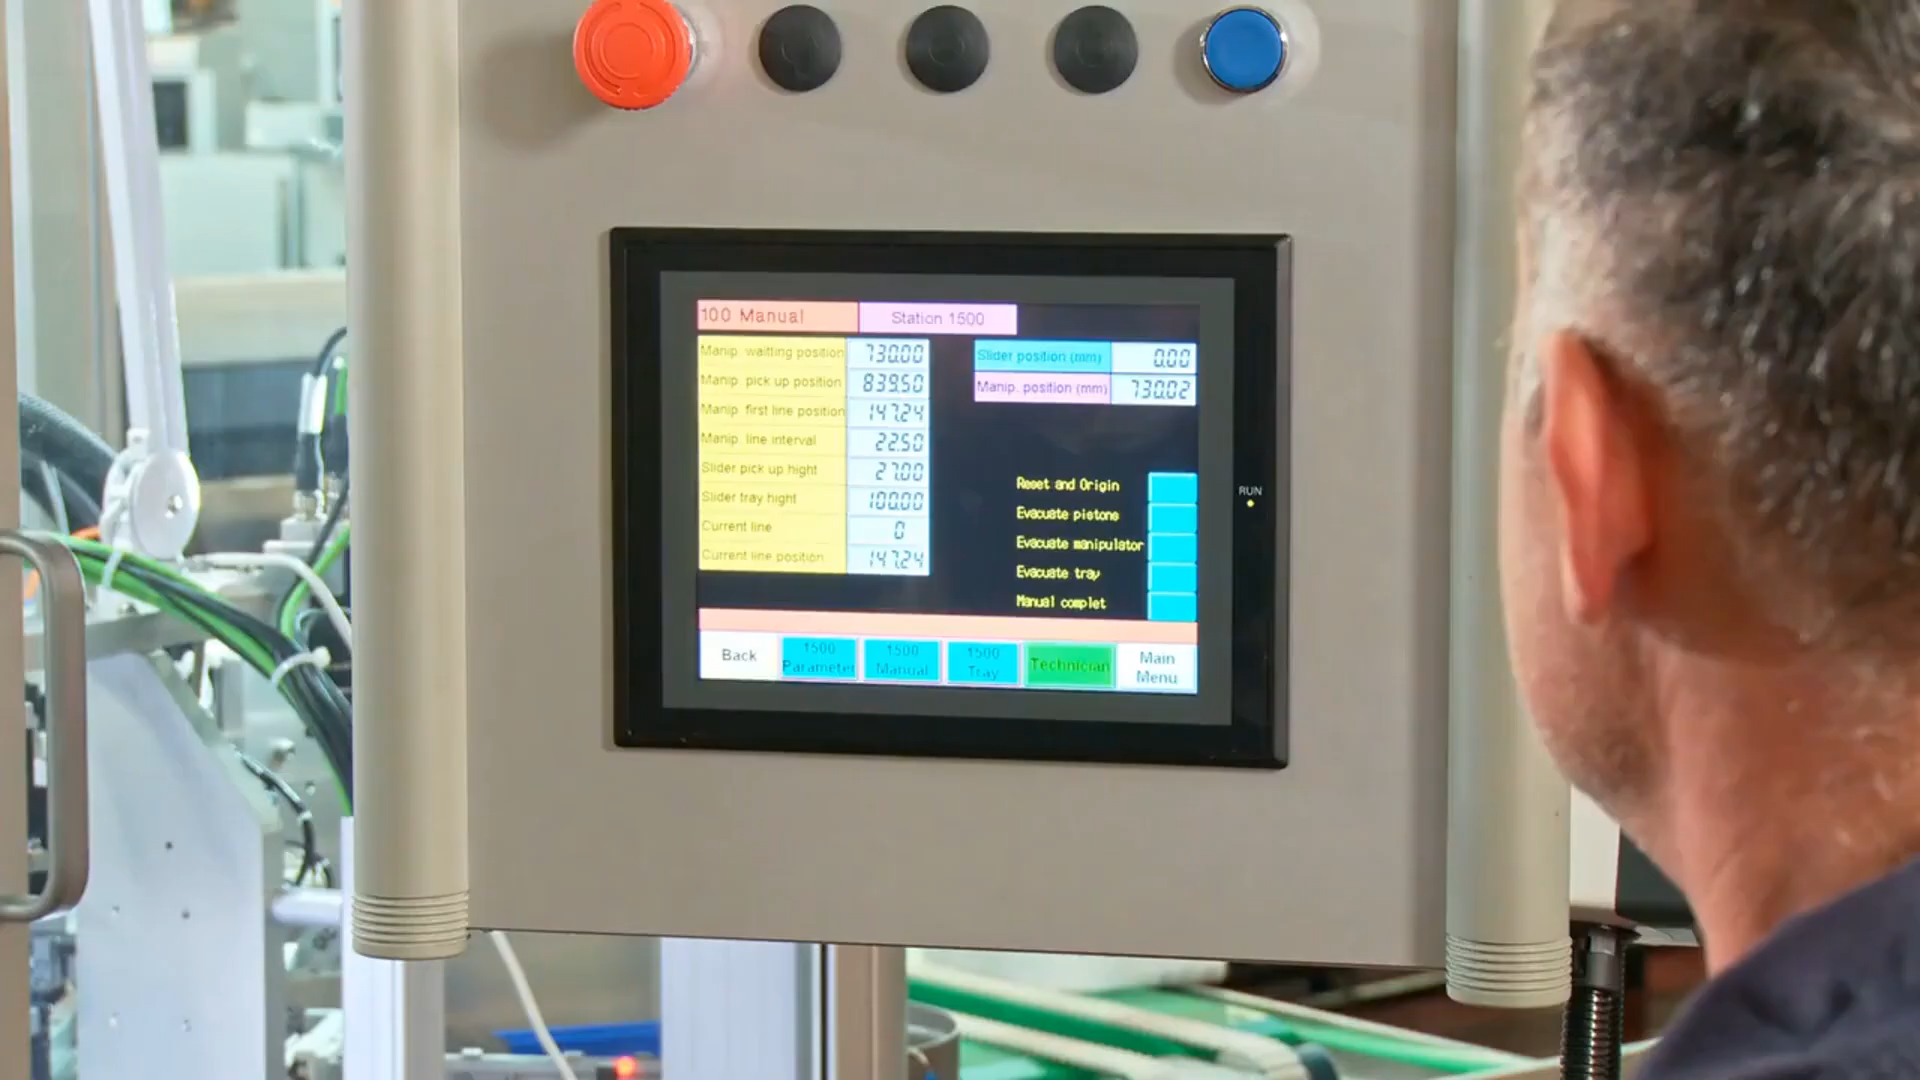 100 Manual Station 1500
Manip. waitting position 730.00
Manip. pick up position 839.50
Manip. first line position 147.24
Manip. line interval 22.50
Slider pick up hight 27.00
Slider tray hight 100.00
Current line 0
Current line position 147.24
Slider position (mm) 0.00
Manip. position (mm) 730.02
Reset and Origin
Evacuate pistons
Evacuate manipulator
Evacuate tray
Manual complet
RUN
Back
1500
Parameter
1500
Manual
1500
Tray
Technician
Main
Menu